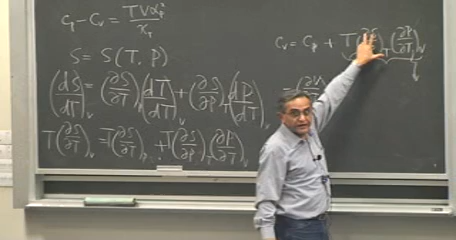 C_P - C_V = TVα_P²/χ_T
S = S(T, P)
(dS/dT)_V = (∂S/∂T)_P (dT/dT)_V + (∂S/∂P)_T (dP/dT)_V
T(∂S/∂T)_V = T(∂S/∂T)_P + T(∂S/∂P)_T (∂P/∂T)_V
C_V = C_P + T(∂S/∂P)_T (∂P/∂T)_V